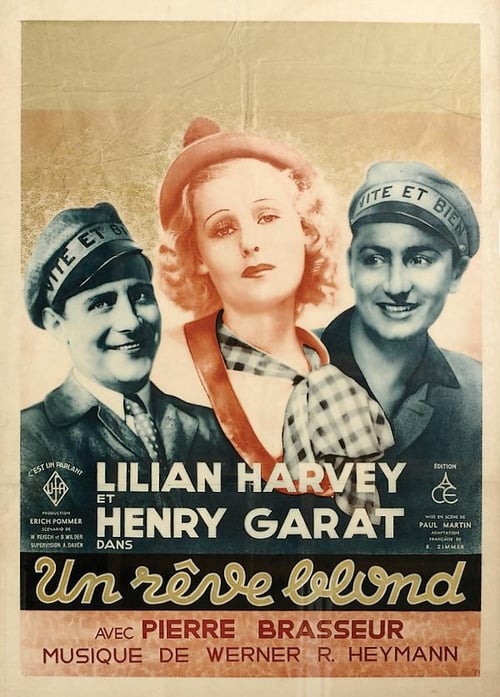 VITE ET B
VITE ET BIEN
C'EST UN PARLANT
UFA
PRODUCTION
ERICH POMMER
SCENARIO DE
W. REISCH et B. WILDER
SUPERVISION A. DAVEN
LILIAN HARVEY
ET
HENRY GARAT
DANS
ÉDITION
ACE
MISE EN SCÈNE DE
PAUL MARTIN
ADAPTATION
FRANÇAISE DE
B. ZIMMER
Un rêve blond
AVEC PIERRE BRASSEUR
MUSIQUE DE WERNER R. HEYMANN